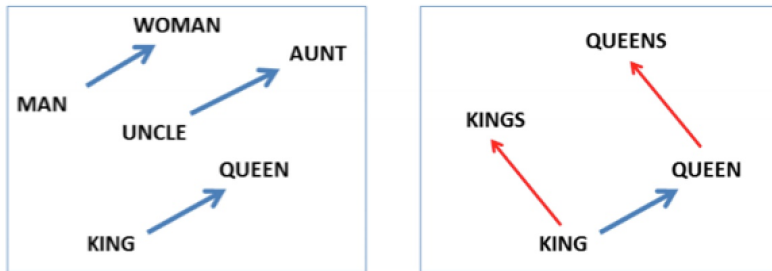 WOMAN
AUNT
MAN
UNCLE
QUEEN
KING
QUEENS
KINGS
QUEEN
KING